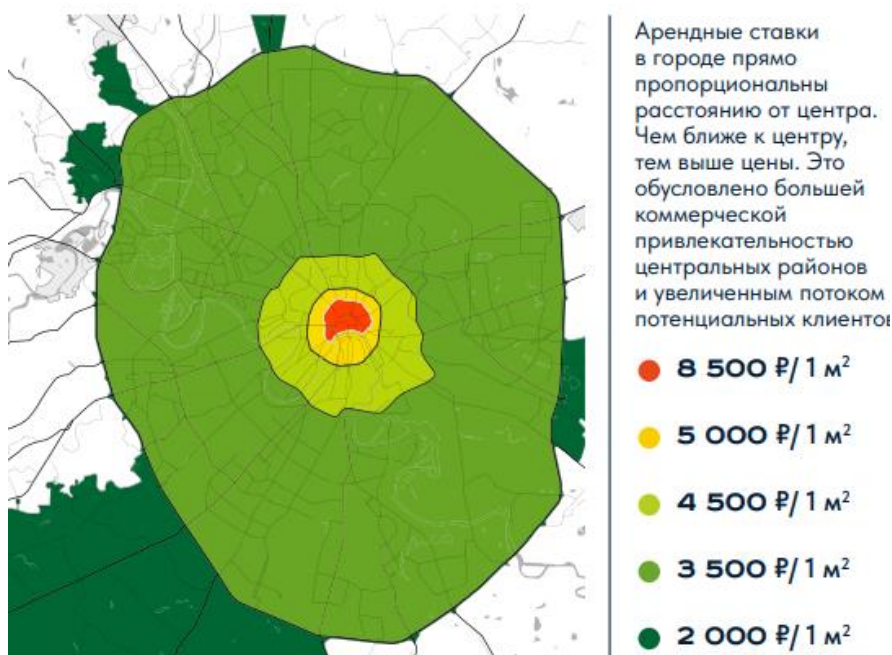 Арендные ставки
в городе прямо
пропорциональны
расстоянию от центра.
Чем ближе к центру,
тем выше цены. Это
обусловлено большей
коммерческой
привлекательностью
центральных районов
и увеличенным потоком
потенциальных клиентов
8 500 ₽/ 1 м²
5 000 ₽/ 1 м²
4 500 ₽/ 1 м²
3 500 ₽/ 1 м²
2 000 ₽/ 1 м²